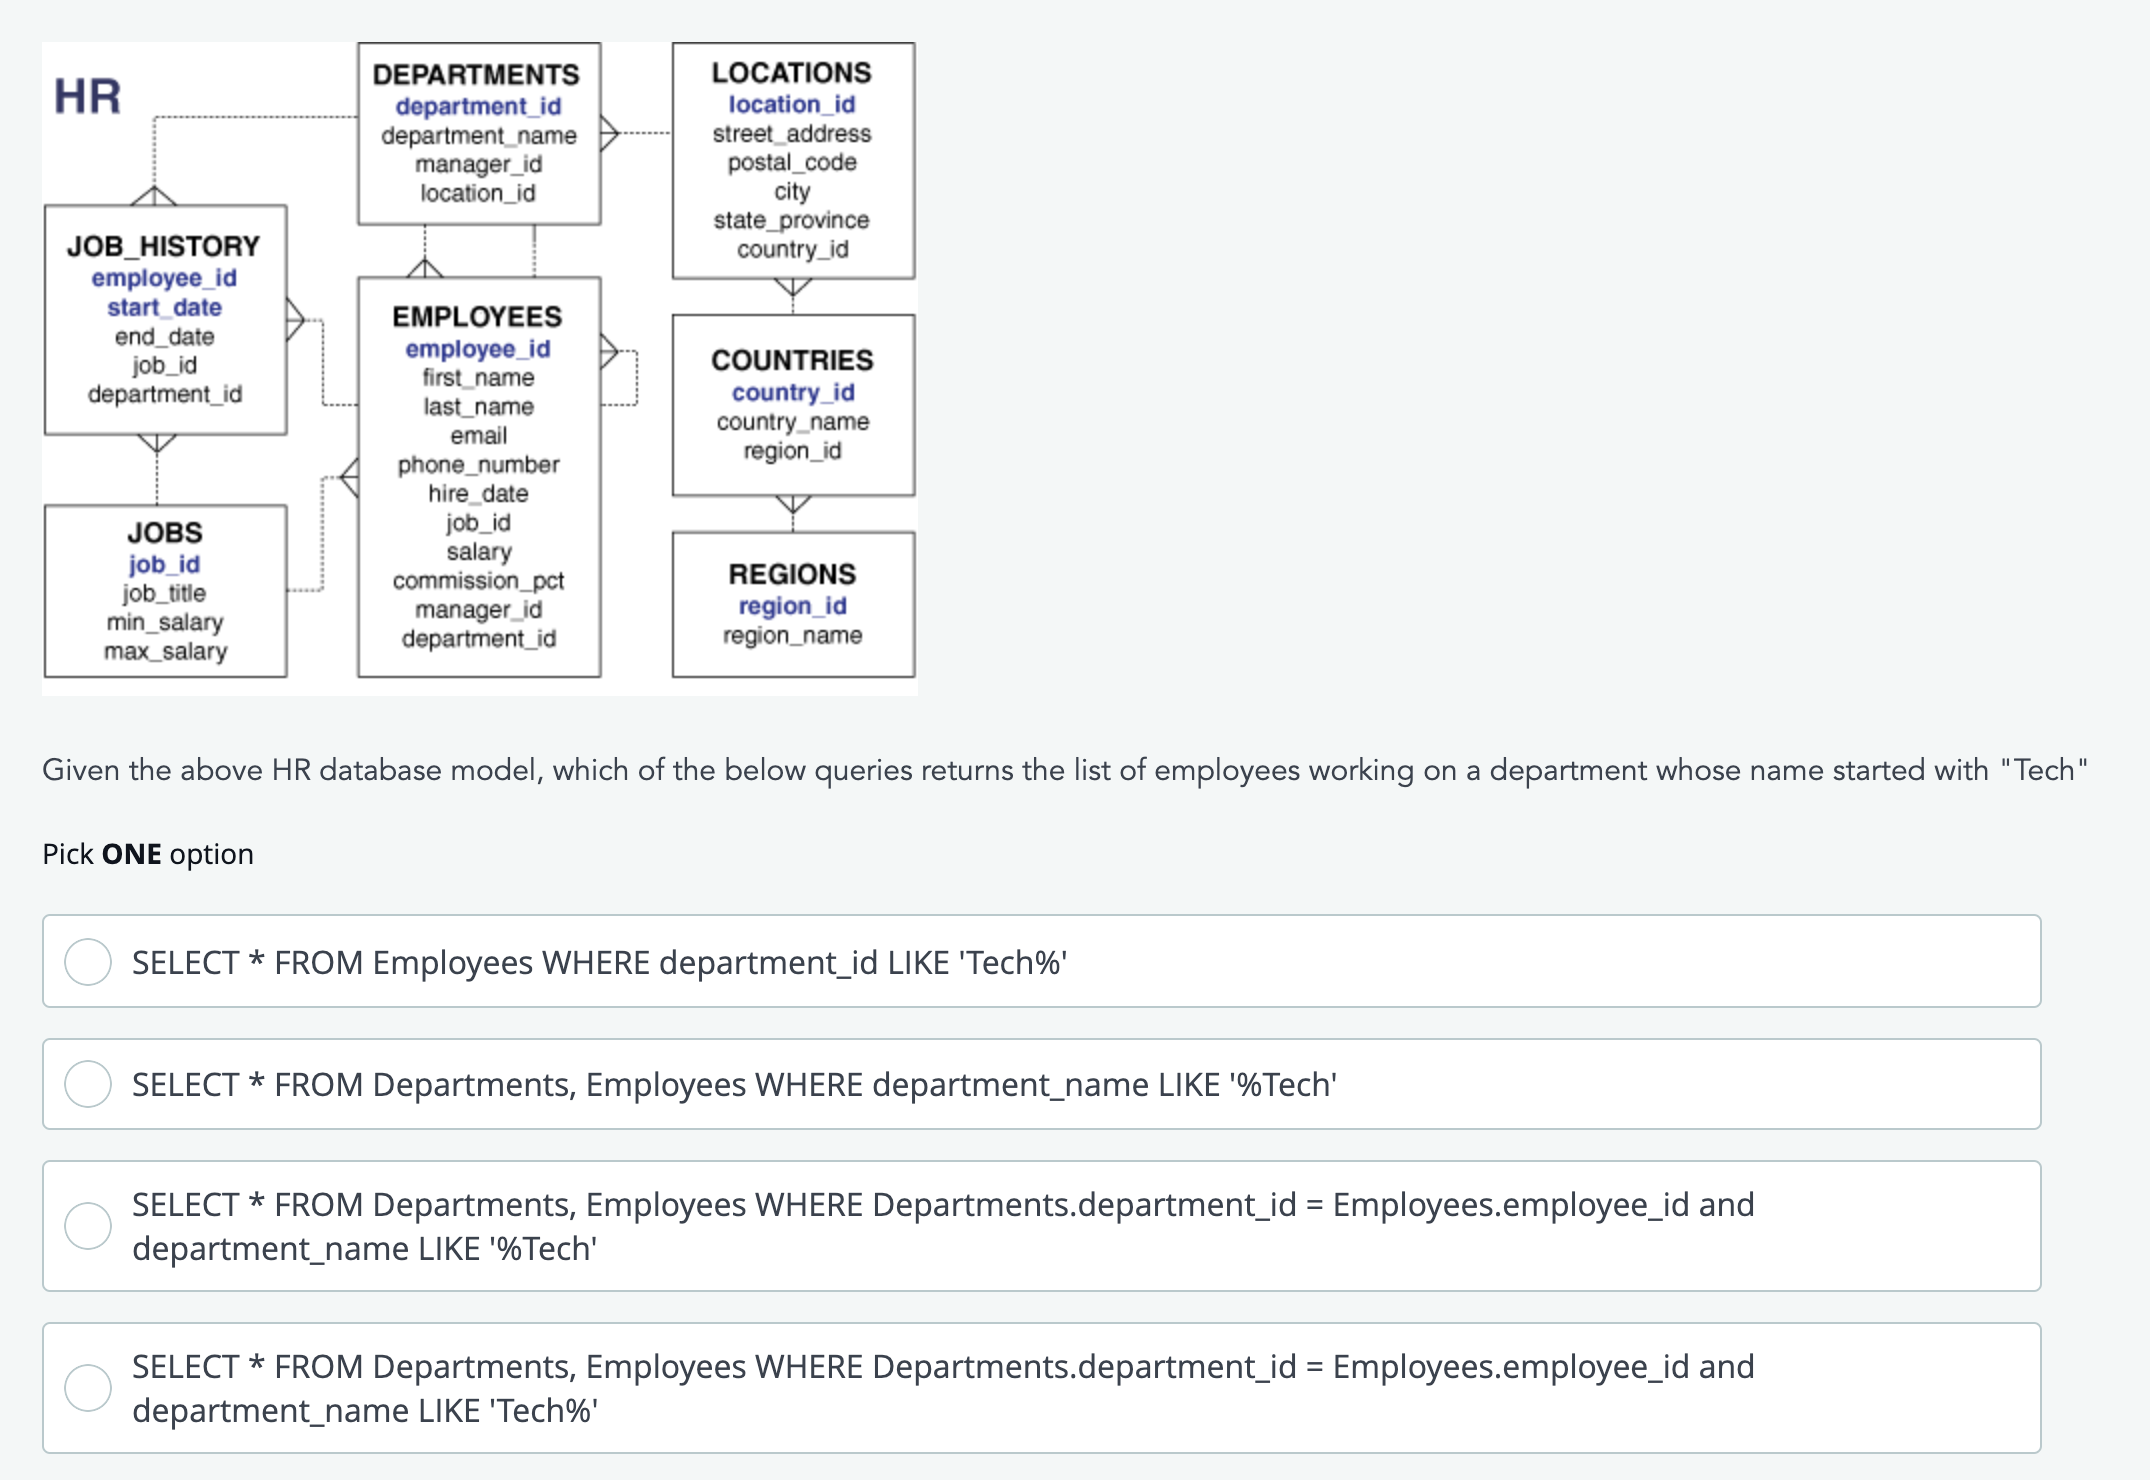 HR
DEPARTMENTS
department_id
department_name
manager_id
location_id
LOCATIONS
location_id
street_address
postal_code
city
state_province
country_id
JOB_HISTORY
employee_id
start_date
end_date
job_id
department_id
EMPLOYEES
employee_id
first_name
last_name
email
phone_number
hire_date
job_id
salary
commission_pct
manager_id
department_id
COUNTRIES
country_id
country_name
region_id
JOBS
job_id
job_title
min_salary
max_salary
REGIONS
region_id
region_name
Given the above HR database model, which of the below queries returns the list of employees working on a department whose name started with "Tech"
Pick ONE option
SELECT * FROM Employees WHERE department_id LIKE 'Tech%'
SELECT * FROM Departments, Employees WHERE department_name LIKE '%Tech'
SELECT * FROM Departments, Employees WHERE Departments.department_id = Employees.employee_id and
department_name LIKE '%Tech'
SELECT * FROM Departments, Employees WHERE Departments.department_id = Employees.employee_id and
department_name LIKE 'Tech%'